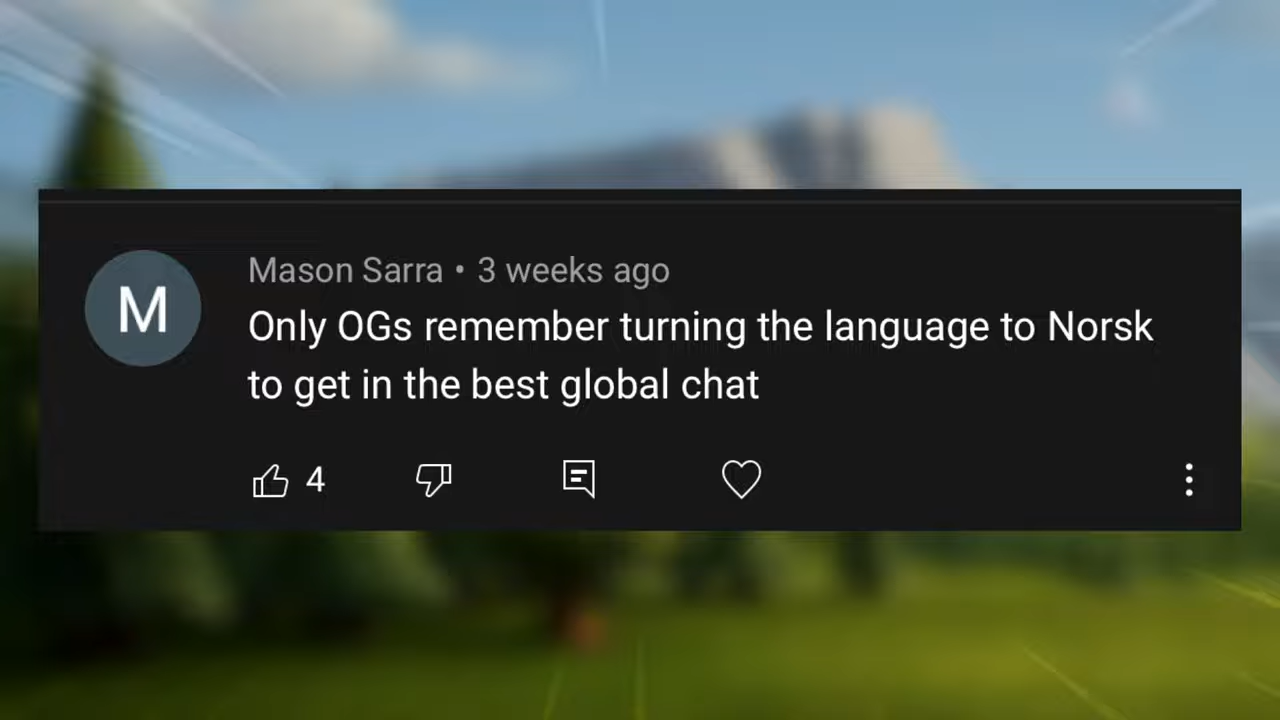 M
Mason Sarra • 3 weeks ago
Only OGs remember turning the language to Norsk
to get in the best global chat
4